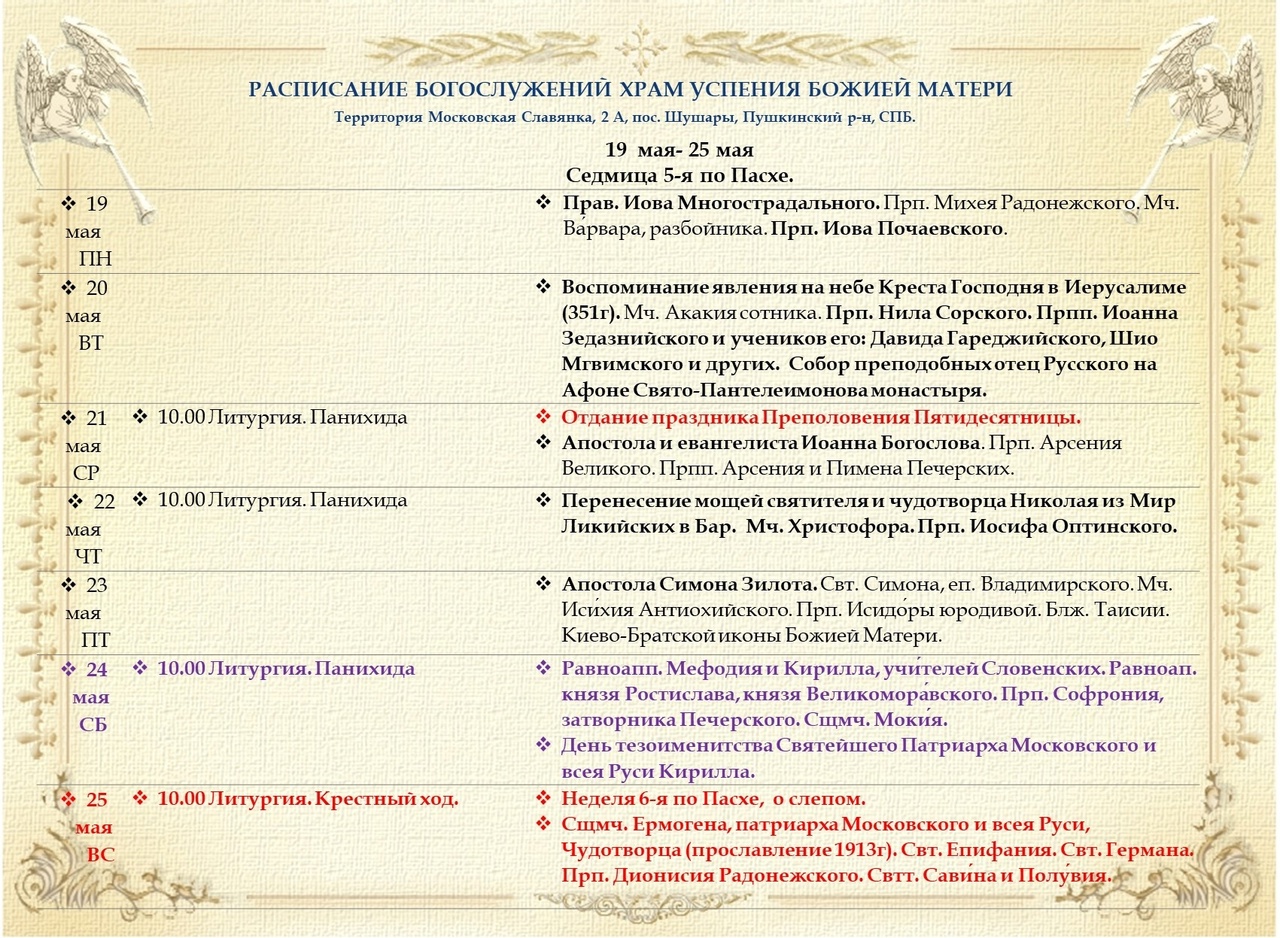 РАСПИСАНИЕ БОГОСЛУЖЕНИЙ ХРАМ УСПЕНИЯ БОЖИЕЙ МАТЕРИ
Территория Московская Славянка, 2 А, пос. Шушары, Пушкинский р-н, СПБ.
19 мая- 25 мая
Седмица 5-я по Пасхе.
❖ 19
мая
ПН
❖ Прав. Иова Многострадального. Прп. Михея Радонежского. Мч.
Ва́рвара, разбойника. Прп. Иова Почаевского.
❖ 20
мая
ВТ
❖ Воспоминание явления на небе Креста Господня в Иерусалиме
(351г). Мч. Акакия сотника. Прп. Нила Сорского. Прпп. Иоанна
Зедазнийского и учеников его: Давида Гареджийского, Шио
Мгвимского и других. Собор преподобных отец Русского на
Афоне Свято-Пантелеимонова монастыря.
❖ 21
мая
СР
❖ 10.00 Литургия. Панихида
❖ Отдание праздника Преполовения Пятидесятницы.
❖ Апостола и евангелиста Иоанна Богослова. Прп. Арсения
Великого. Прпп. Арсения и Пимена Печерских.
❖ 22
мая
ЧТ
❖ 10.00 Литургия. Панихида
❖ Перенесение мощей святителя и чудотворца Николая из Мир
Ликийских в Бар. Мч. Христофора. Прп. Иосифа Оптинского.
❖ 23
мая
ПТ
❖ Апостола Симона Зилота. Свт. Симона, еп. Владимирского. Мч.
Иси́хия Антиохийского. Прп. Исидо́ры юродивой. Блж. Таисии.
Киево-Братской иконы Божией Матери.
❖ 24
мая
СБ
❖ 10.00 Литургия. Панихида
❖ Равноапп. Мефодия и Кирилла, учи́телей Словенских. Равноап.
князя Ростислава, князя Великомора́вского. Прп. Софрония,
затворника Печерского. Сщмч. Моки́я.
❖ День тезоименитства Святейшего Патриарха Московского и
всея Руси Кирилла.
❖ 25
мая
ВС
❖ 10.00 Литургия. Крестный ход.
❖ Неделя 6-я по Пасхе, о слепом.
❖ Сщмч. Ермогена, патриарха Московского и всея Руси,
Чудотворца (прославление 1913г). Свт. Епифания. Свт. Германа.
Прп. Дионисия Радонежского. Свтт. Сави́на и Полу́вия.